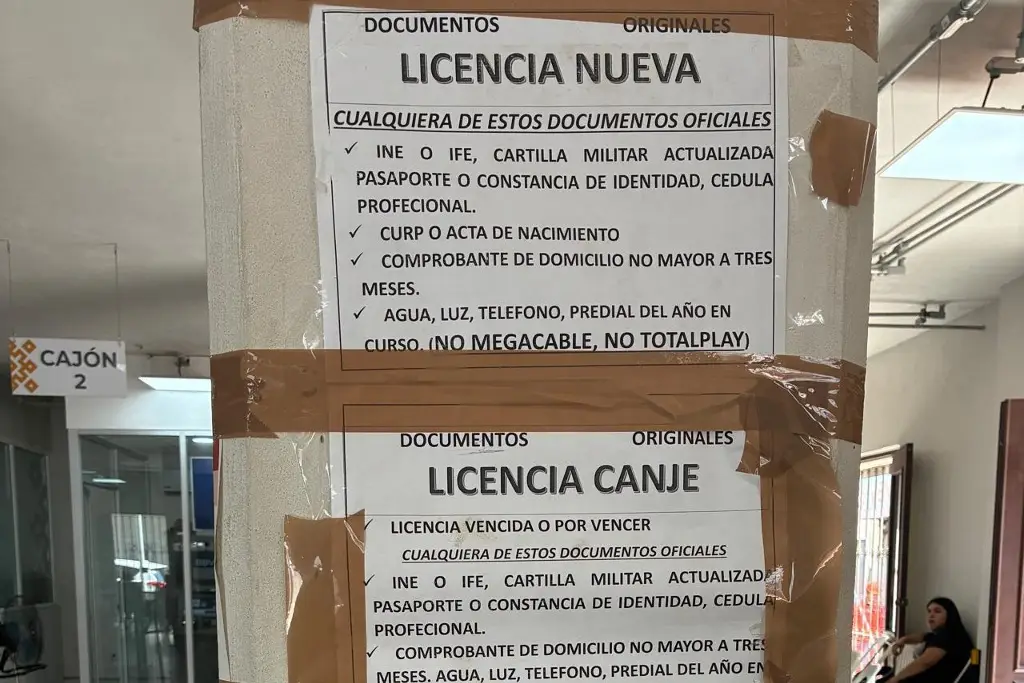 DOCUMENTOS ORIGINALES
LICENCIA NUEVA
CUALQUIERA DE ESTOS DOCUMENTOS OFICIALES
✓ INE O IFE, CARTILLA MILITAR ACTUALIZADA
PASAPORTE O CONSTANCIA DE IDENTIDAD, CEDULA
PROFECIONAL.
✓ CURP O ACTA DE NACIMIENTO
✓ COMPROBANTE DE DOMICILIO NO MAYOR A TRES
MESES.
✓ AGUA, LUZ, TELEFONO, PREDIAL DEL AÑO EN
CURSO. (NO MEGACABLE, NO TOTALPLAY)
CAJÓN
2
DOCUMENTOS ORIGINALES
LICENCIA CANJE
✓ LICENCIA VENCIDA O POR VENCER
CUALQUIERA DE ESTOS DOCUMENTOS OFICIALES
✓ INE O IFE, CARTILLA MILITAR ACTUALIZADA
PASAPORTE O CONSTANCIA DE IDENTIDAD, CEDULA
PROFECIONAL.
✓ COMPROBANTE DE DOMICILIO NO MAYOR A TRES
MESES. AGUA, LUZ, TELEFONO, PREDIAL DEL AÑO EN